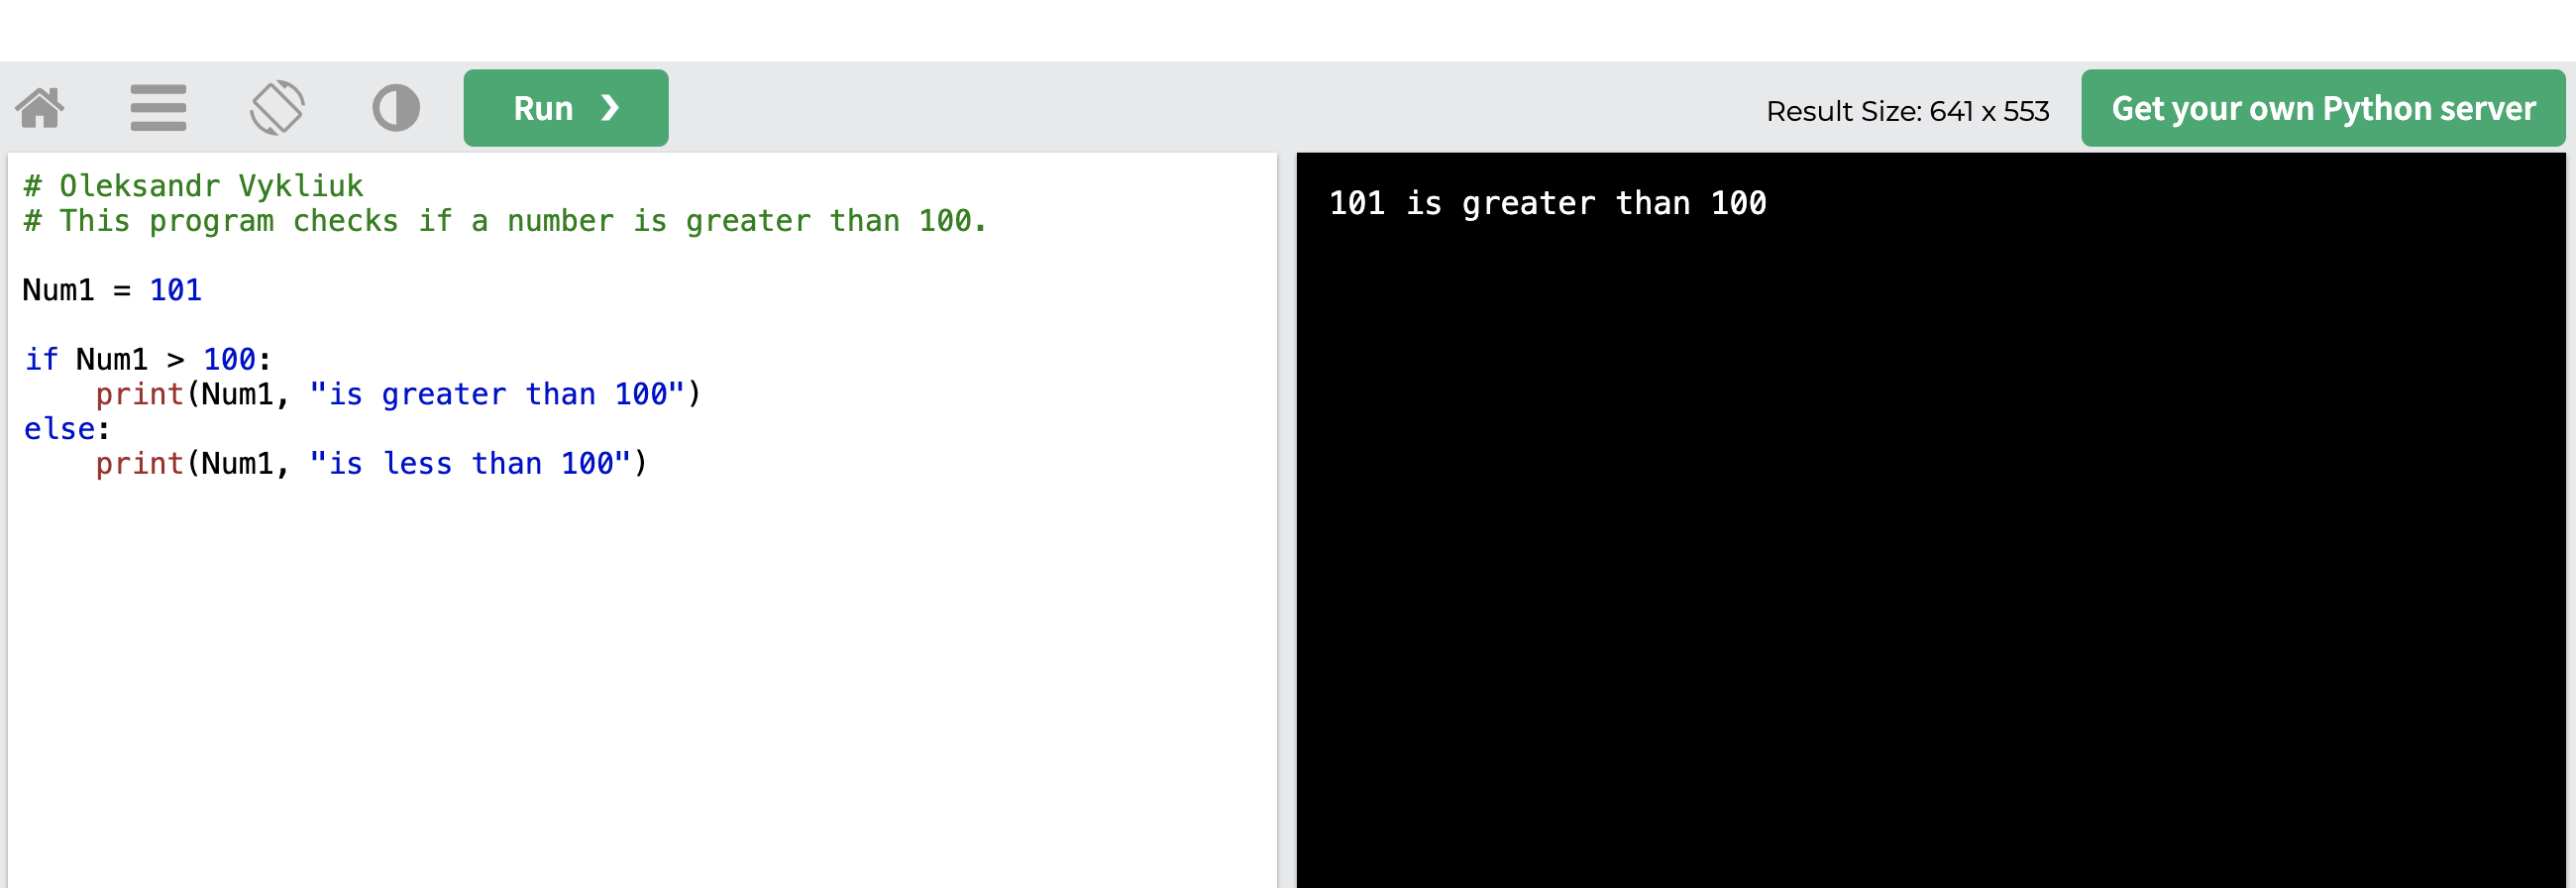 Run ❯
Result Size: 641 x 553
Get your own Python server
# Oleksandr Vykliuk
# This program checks if a number is greater than 100.
Num1 = 101
if Num1 > 100:
    print(Num1, "is greater than 100")
else:
    print(Num1, "is less than 100")
101 is greater than 100